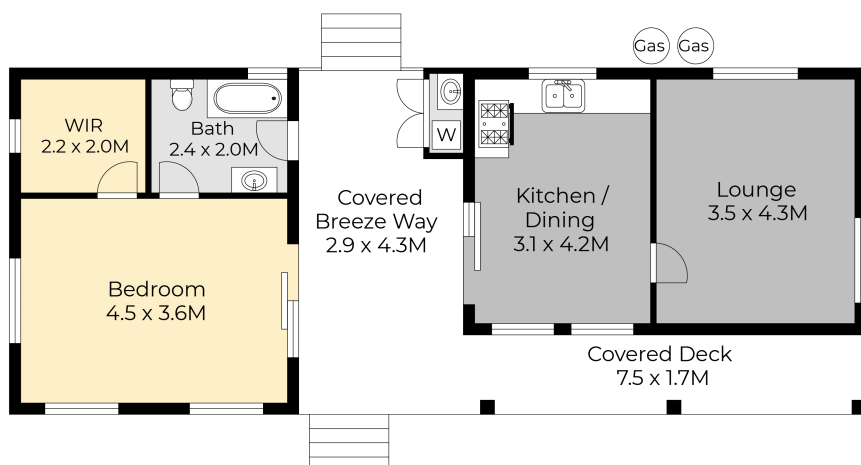 Gas
Gas
WIR
2.2 x 2.0M
Bath
2.4 x 2.0M
W
Covered
Breeze Way
2.9 x 4.3M
Kitchen /
Dining
3.1 x 4.2M
Lounge
3.5 x 4.3M
Bedroom
4.5 x 3.6M
Covered Deck
7.5 x 1.7M